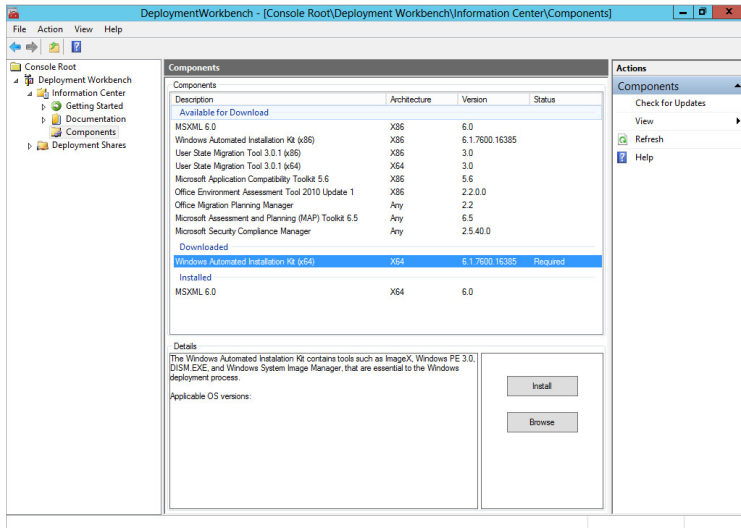 DeploymentWorkbench - [Console Root\Deployment Workbench\Information Center\Components]
File Action View Help
Console Root
Deployment Workbench
Information Center
Getting Started
Documentation
Components
Deployment Shares
Components
Components
Description Architecture Version Status
Available for Download
MSXML 6.0 X86 6.0
Windows Automated Installation Kit (x86) X86 6.1.7600.16385
User State Migration Tool 3.0.1 (x86) X86 3.0
User State Migration Tool 3.0.1 (x64) X64 3.0
Microsoft Application Compatibility Toolkit 5.6 X86 5.6
Office Environment Assessment Tool 2010 Update 1 X86 2.2.0.0
Office Migration Planning Manager Any 2.2
Microsoft Assessment and Planning (MAP) Toolkit 6.5 Any 6.5
Microsoft Security Compliance Manager Any 2.5.40.0
Downloaded
Windows Automated Installation Kit (x64) X64 6.1.7600.16385 Required
Installed
MSXML 6.0 X64 6.0
Details
The Windows Automated Instalation Kit contains tools such as ImageX, Windows PE 3.0,
DISM.EXE, and Windows System Image Manager, that are essential to the Windows
deployment process.
Applicable OS versions:
Install
Browse
Actions
Components
Check for Updates
View
Refresh
Help